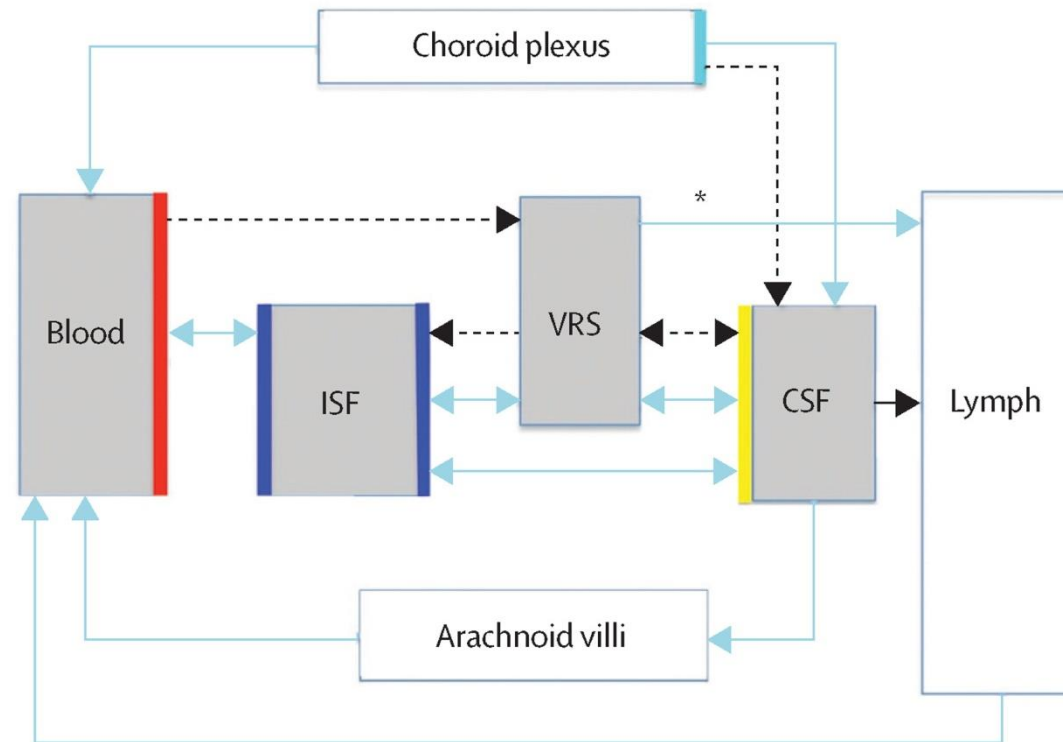 Choroid plexus
*
Blood
VRS
ISF
CSF
Lymph
Arachnoid villi